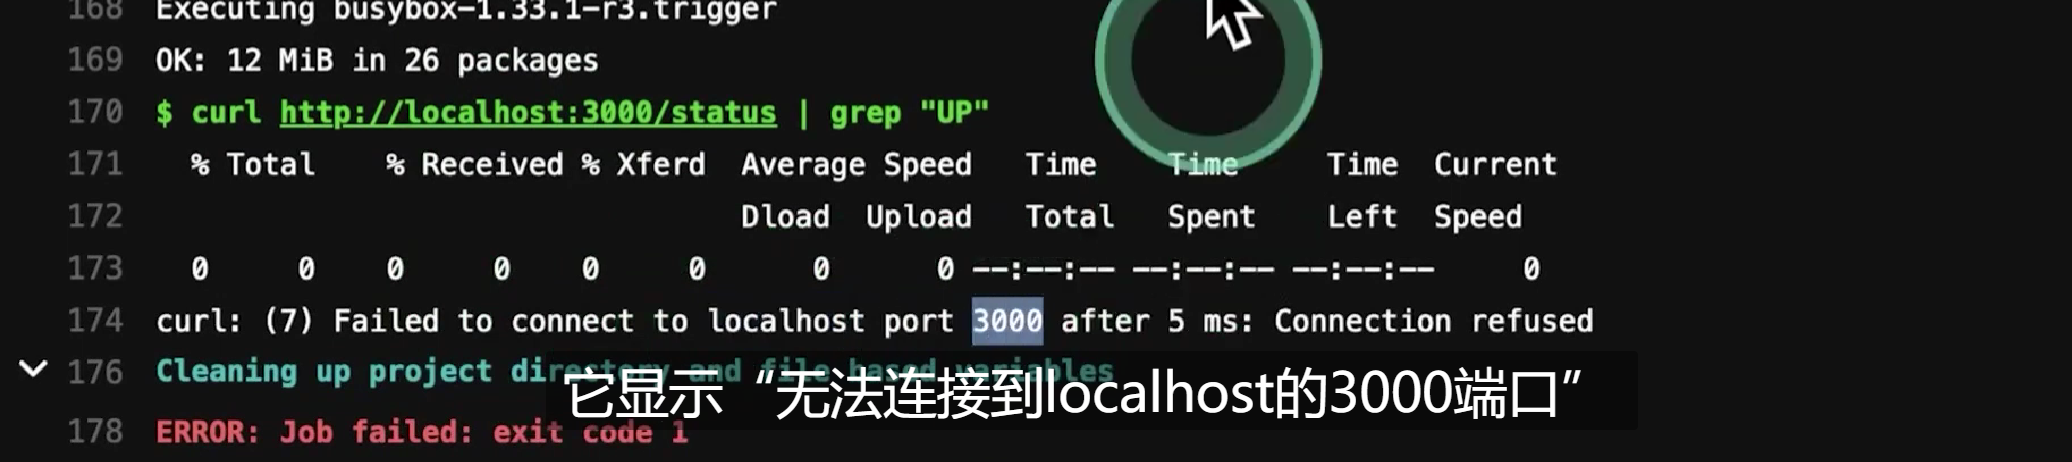 168 Executing busybox-1.33.1-r3.trigger
169 OK: 12 MiB in 26 packages
170 $ curl http://localhost:3000/status | grep "UP"
171 % Total % Received % Xferd Average Speed Time Time Time Current
172 Dload Upload Total Spent Left Speed
173 0 0 0 0 0 0 0 0 --:--:-- --:--:-- --:--:-- 0
174 curl: (7) Failed to connect to localhost port 3000 after 5 ms: Connection refused
176 Cleaning up project directory and file based variables
它显示“无法连接到localhost的3000端口”
178 ERROR: Job failed: exit code 1